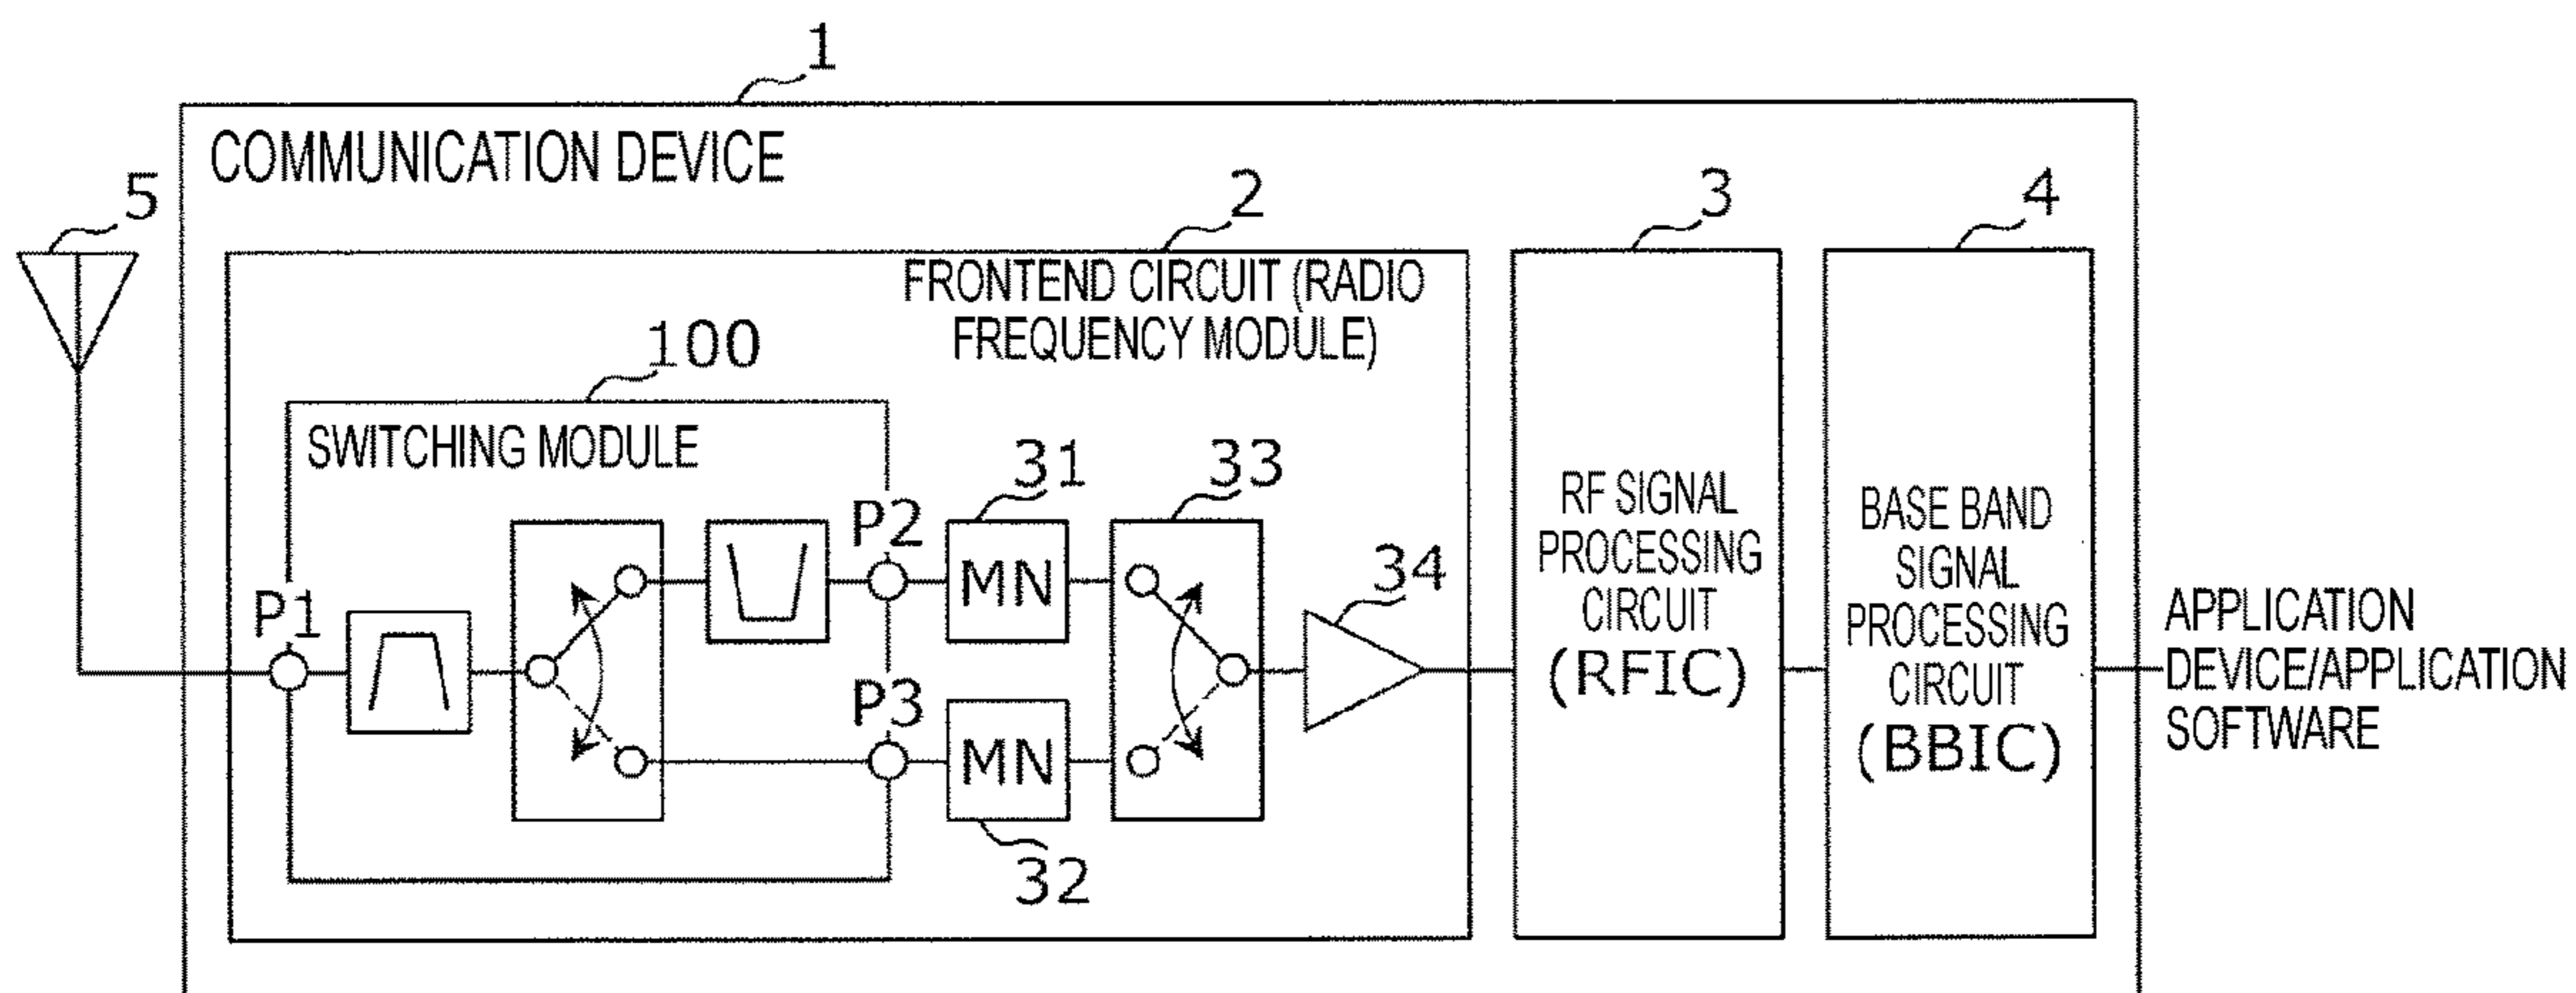 1
COMMUNICATION DEVICE
5
2
3
4
FRONTEND CIRCUIT (RADIO
FREQUENCY MODULE)
100
SWITCHING MODULE
31
33
P2
MN
34
P1
P3
MN
32
RF SIGNAL
PROCESSING
CIRCUIT
(RFIC)
BASE BAND
SIGNAL
PROCESSING
CIRCUIT
(BBIC)
APPLICATION
DEVICE/APPLICATION
SOFTWARE